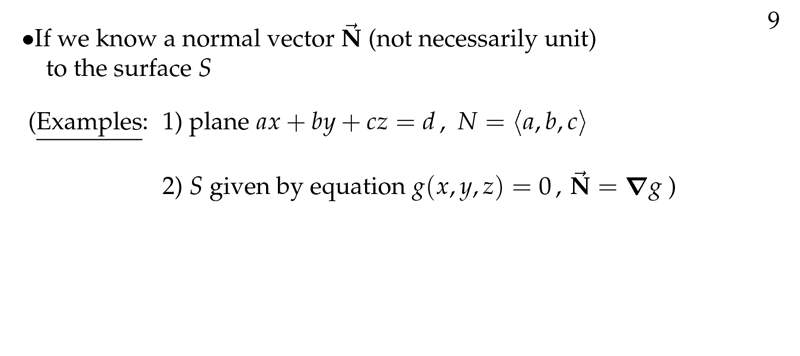 9
•If we know a normal vector N⃗ (not necessarily unit)
to the surface S
(Examples: 1) plane ax + by + cz = d , N = ⟨a, b, c⟩
2) S given by equation g(x, y, z) = 0 , N⃗ = ∇g )